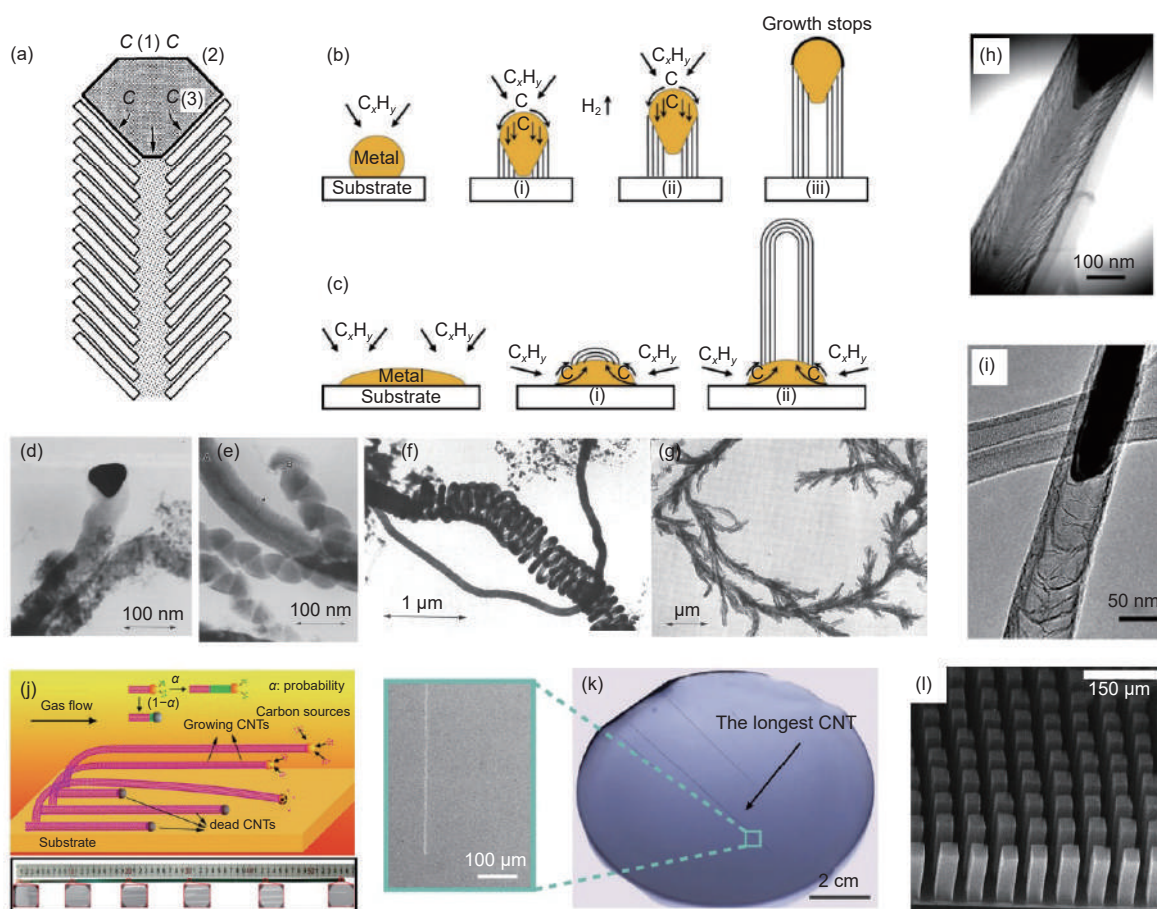 (a)
C (1) C
(2)
C
C (3)
(b)
CxHy
Metal
Substrate
CxHy
C
C
(i)
CxHy
C
C
H2
(ii)
Growth stops
(iii)
(c)
CxHy
CxHy
Metal
Substrate
CxHy
CxHy
C
C
(i)
CxHy
CxHy
C
C
(ii)
(d)
100 nm
(e)
100 nm
(f)
1 µm
(g)
µm
(h)
100 nm
(i)
50 nm
(j)
α
α: probability
(1−α)
Gas flow
Carbon sources
Growing CNTs
dead CNTs
Substrate
100 µm
(k)
The longest CNT
2 cm
(l)
150 µm